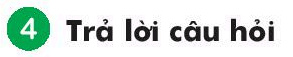 4 Trả lời câu hỏi